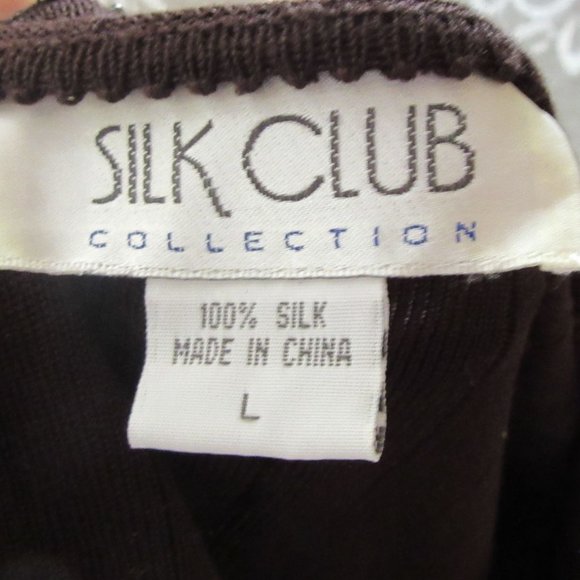 SILK CLUB
COLLECTION
100% SILK
MADE IN CHINA
L